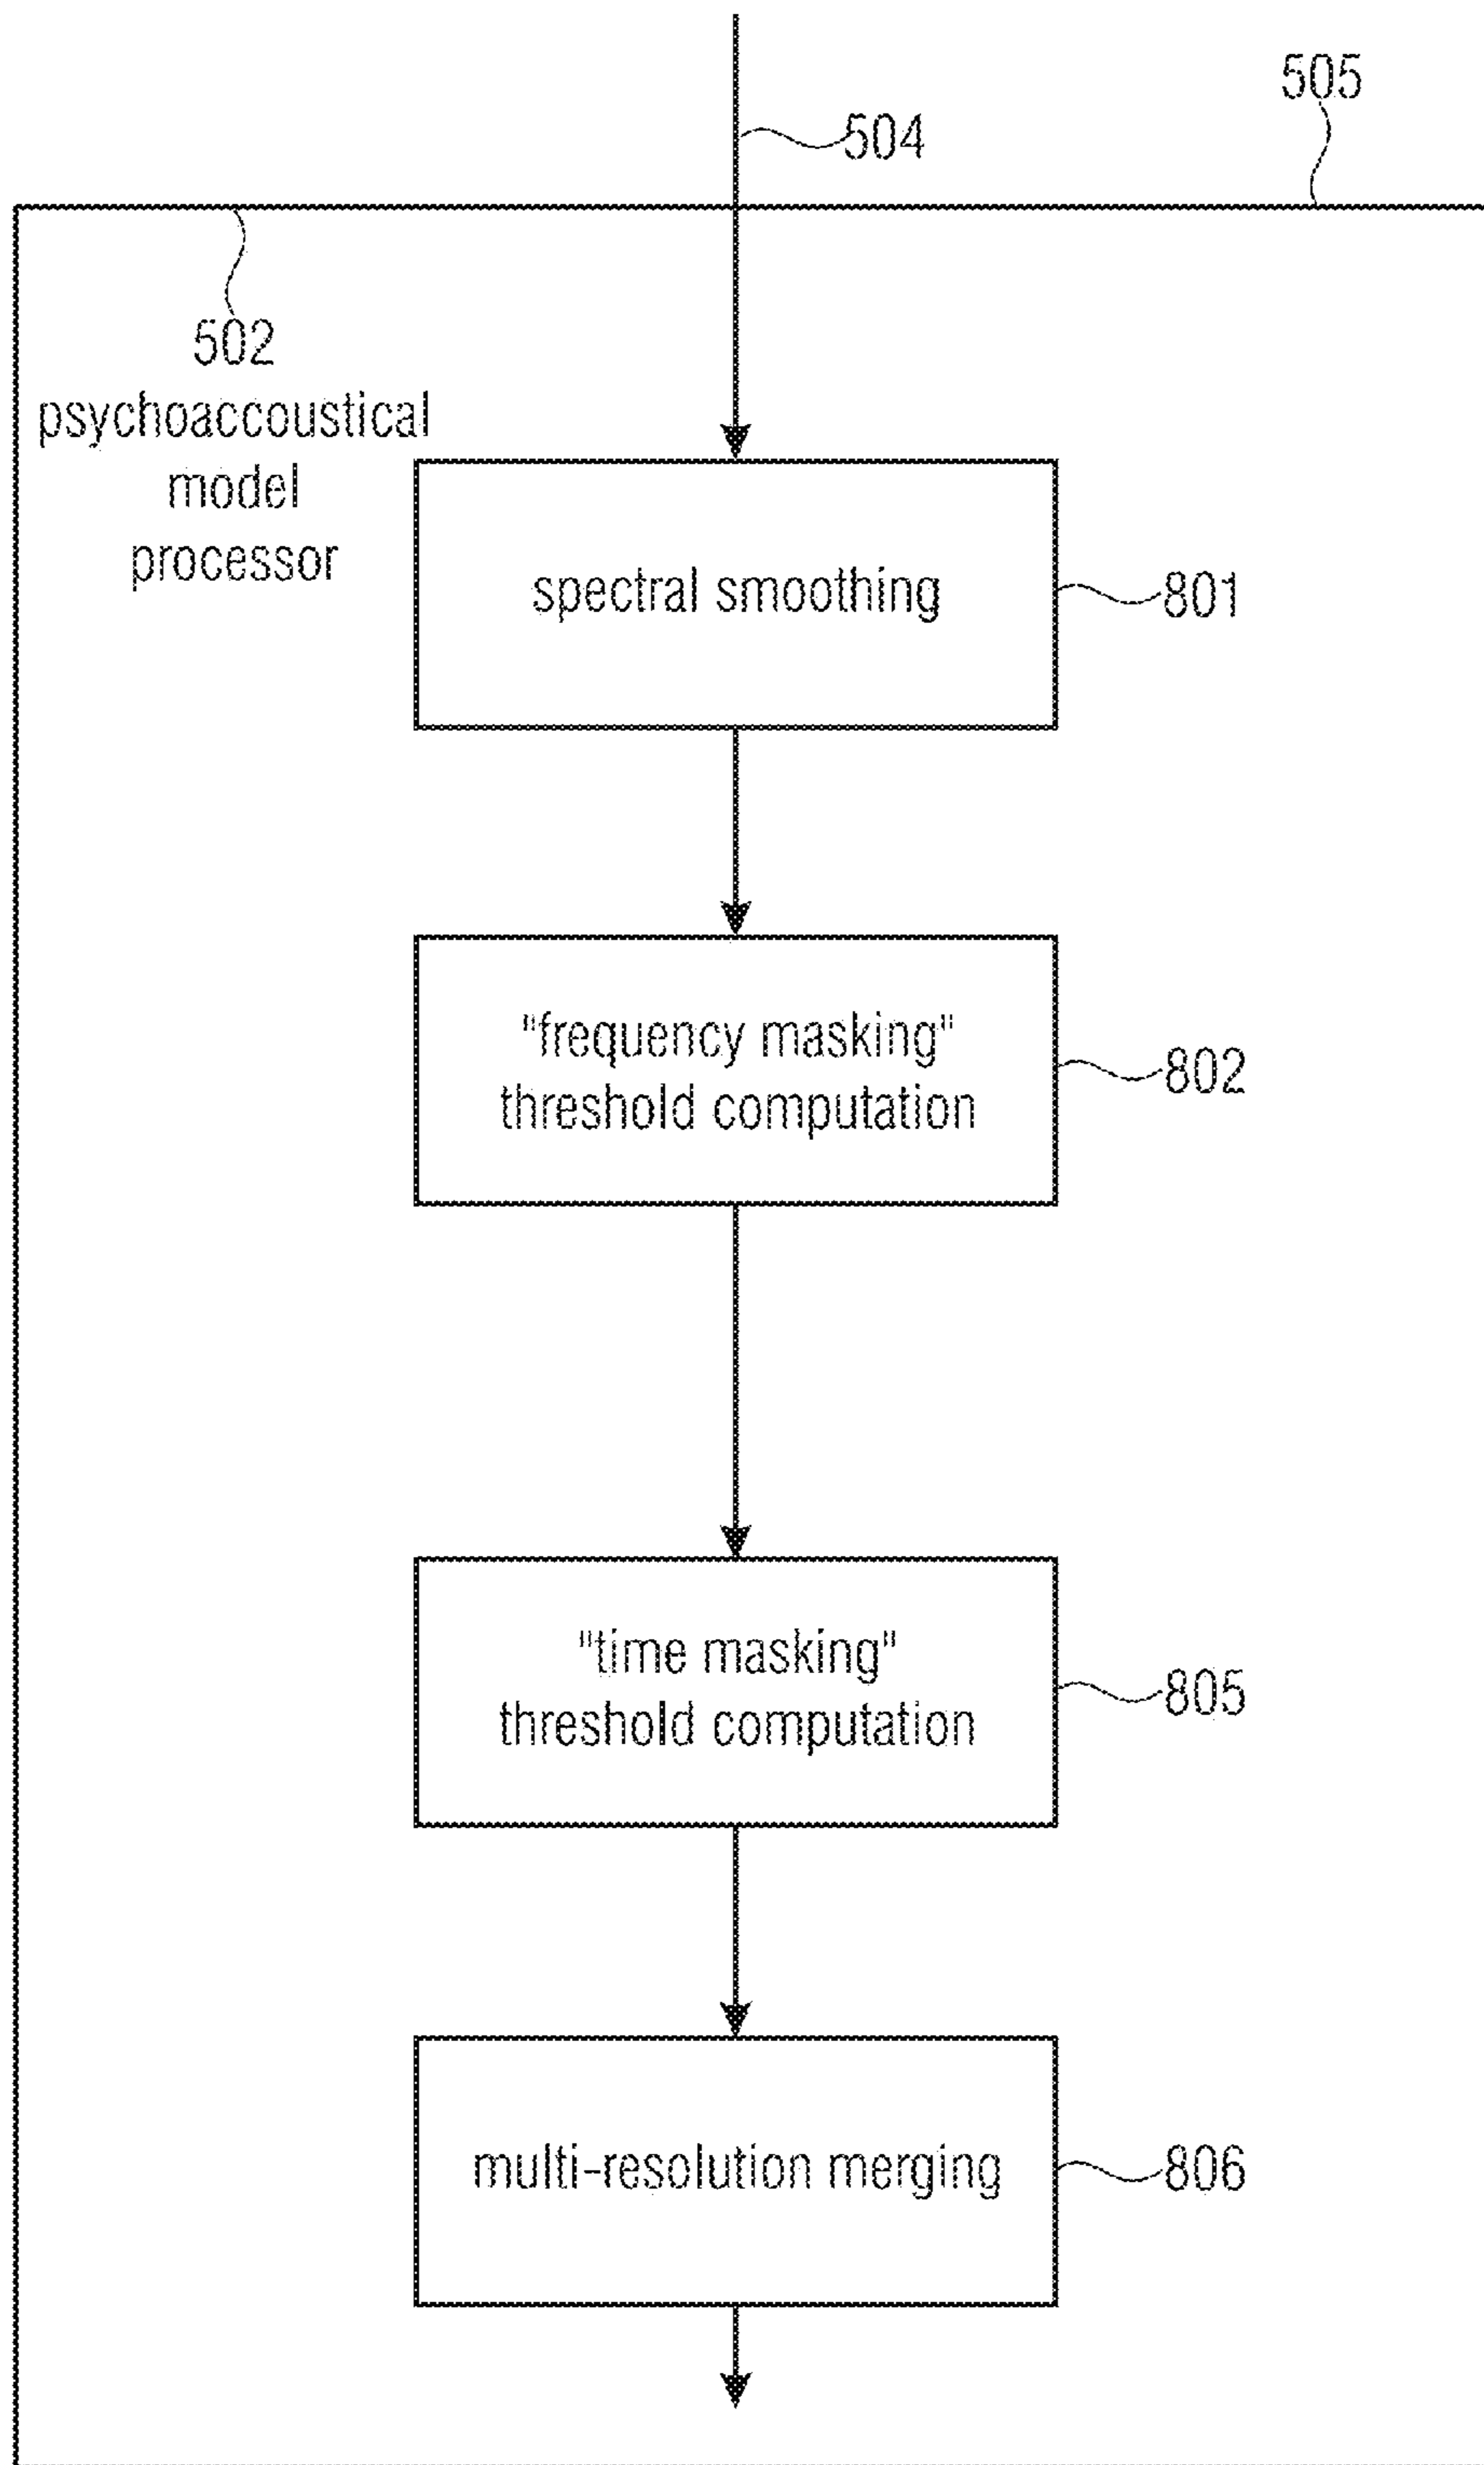 505
504
502
psychoaccoustical
model
processor
spectral smoothing
801
"frequency masking"
threshold computation
802
"time masking"
threshold computation
805
multi-resolution merging
806